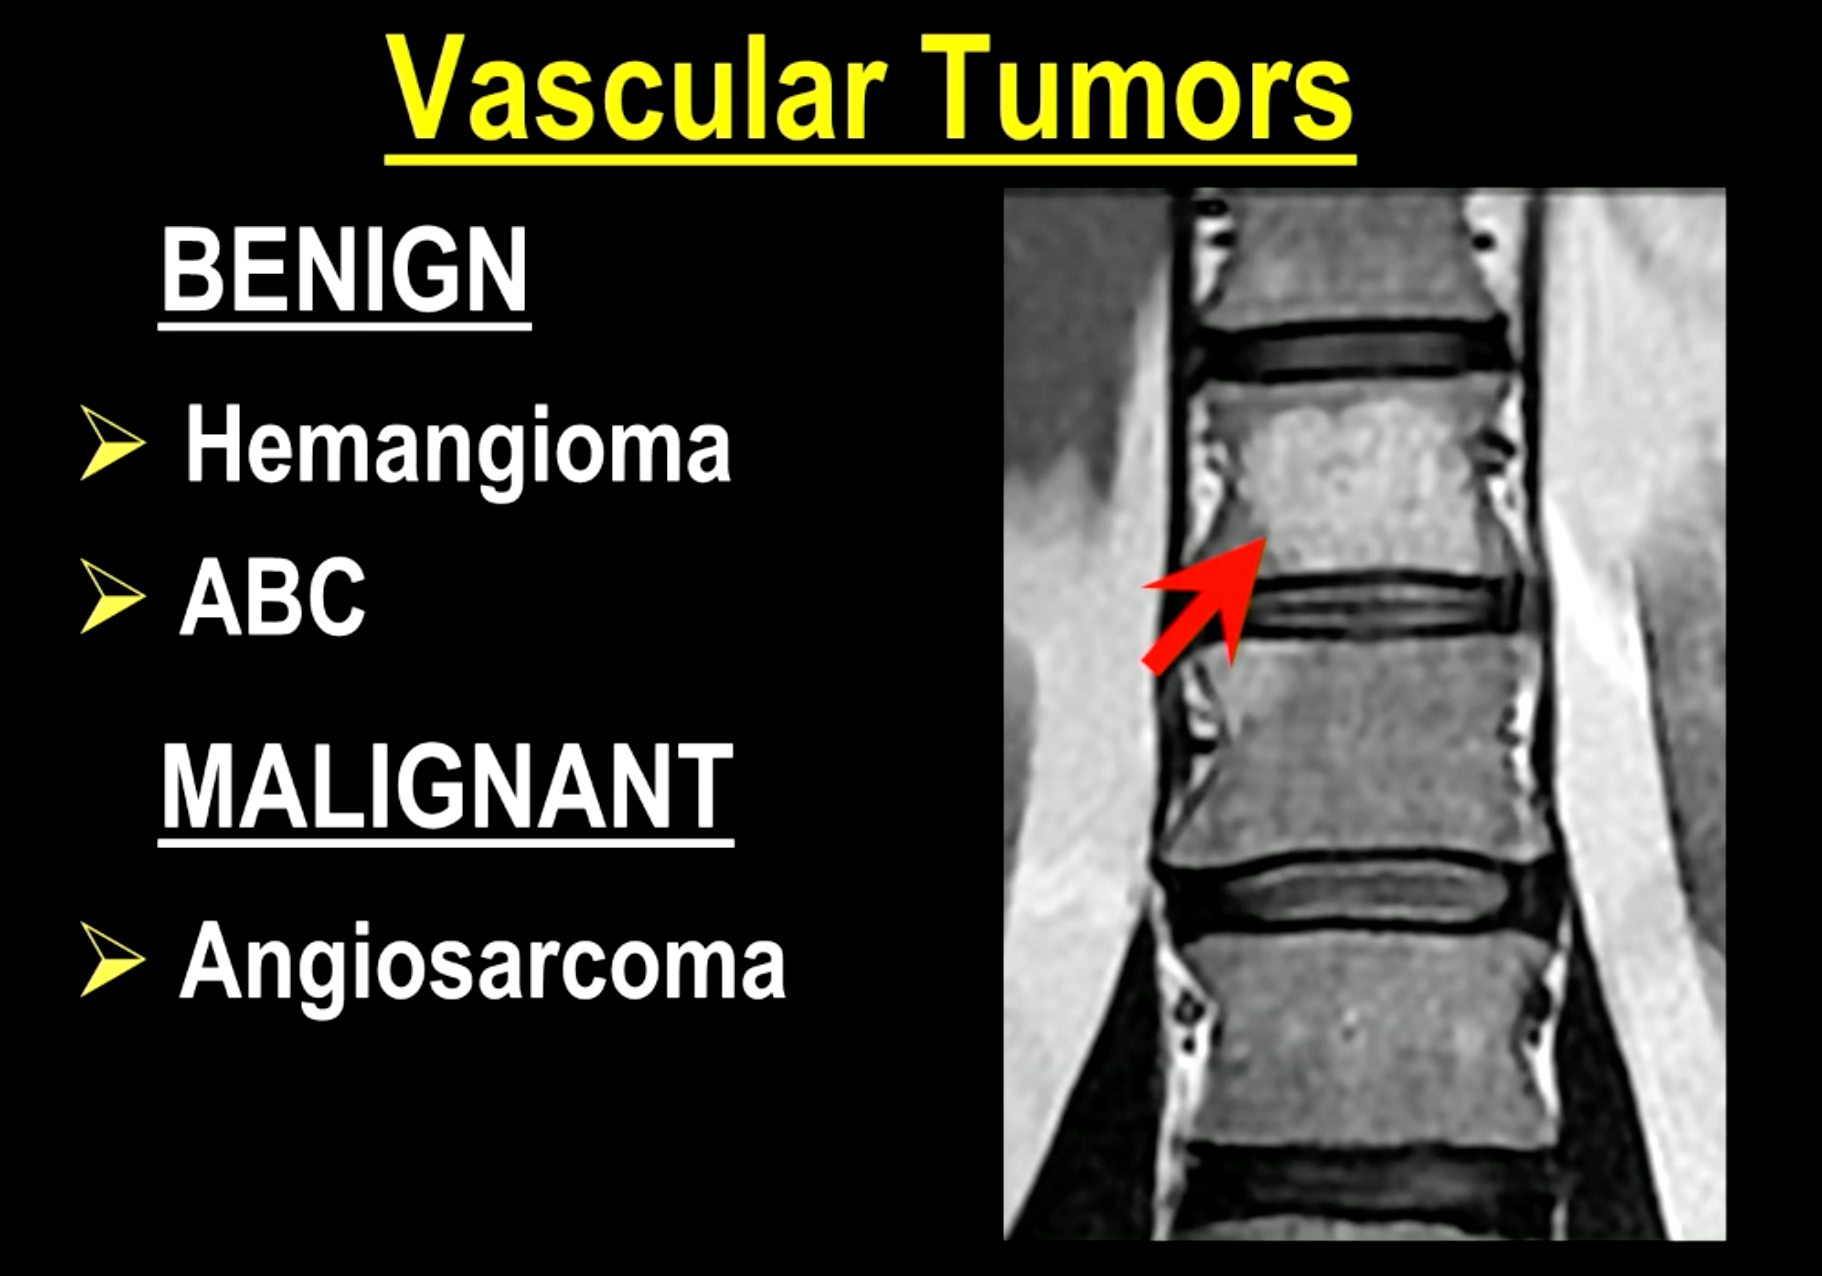 Vascular Tumors
BENIGN
Hemangioma
ABC
MALIGNANT
Angiosarcoma